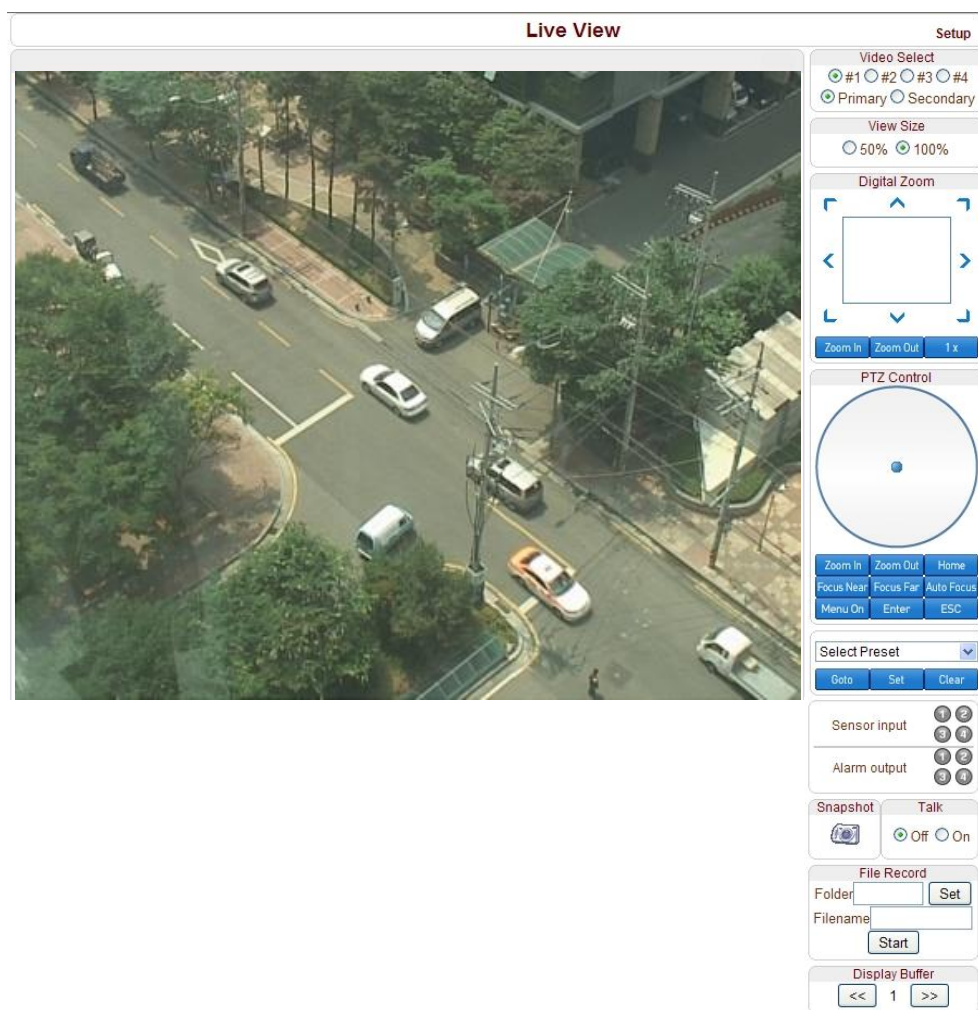 Live View
Setup
Video Select
#1 #2 #3 #4
Primary Secondary
View Size
50% 100%
Digital Zoom
Zoom In Zoom Out 1 x
PTZ Control
Zoom In Zoom Out Home
Focus Near Focus Far Auto Focus
Menu On Enter ESC
Select Preset
Goto Set Clear
Sensor input 1 2
3 4
Alarm output 1 2
3 4
Snapshot Talk
Off On
File Record
Folder Set
Filename
Start
Display Buffer
<< 1 >>